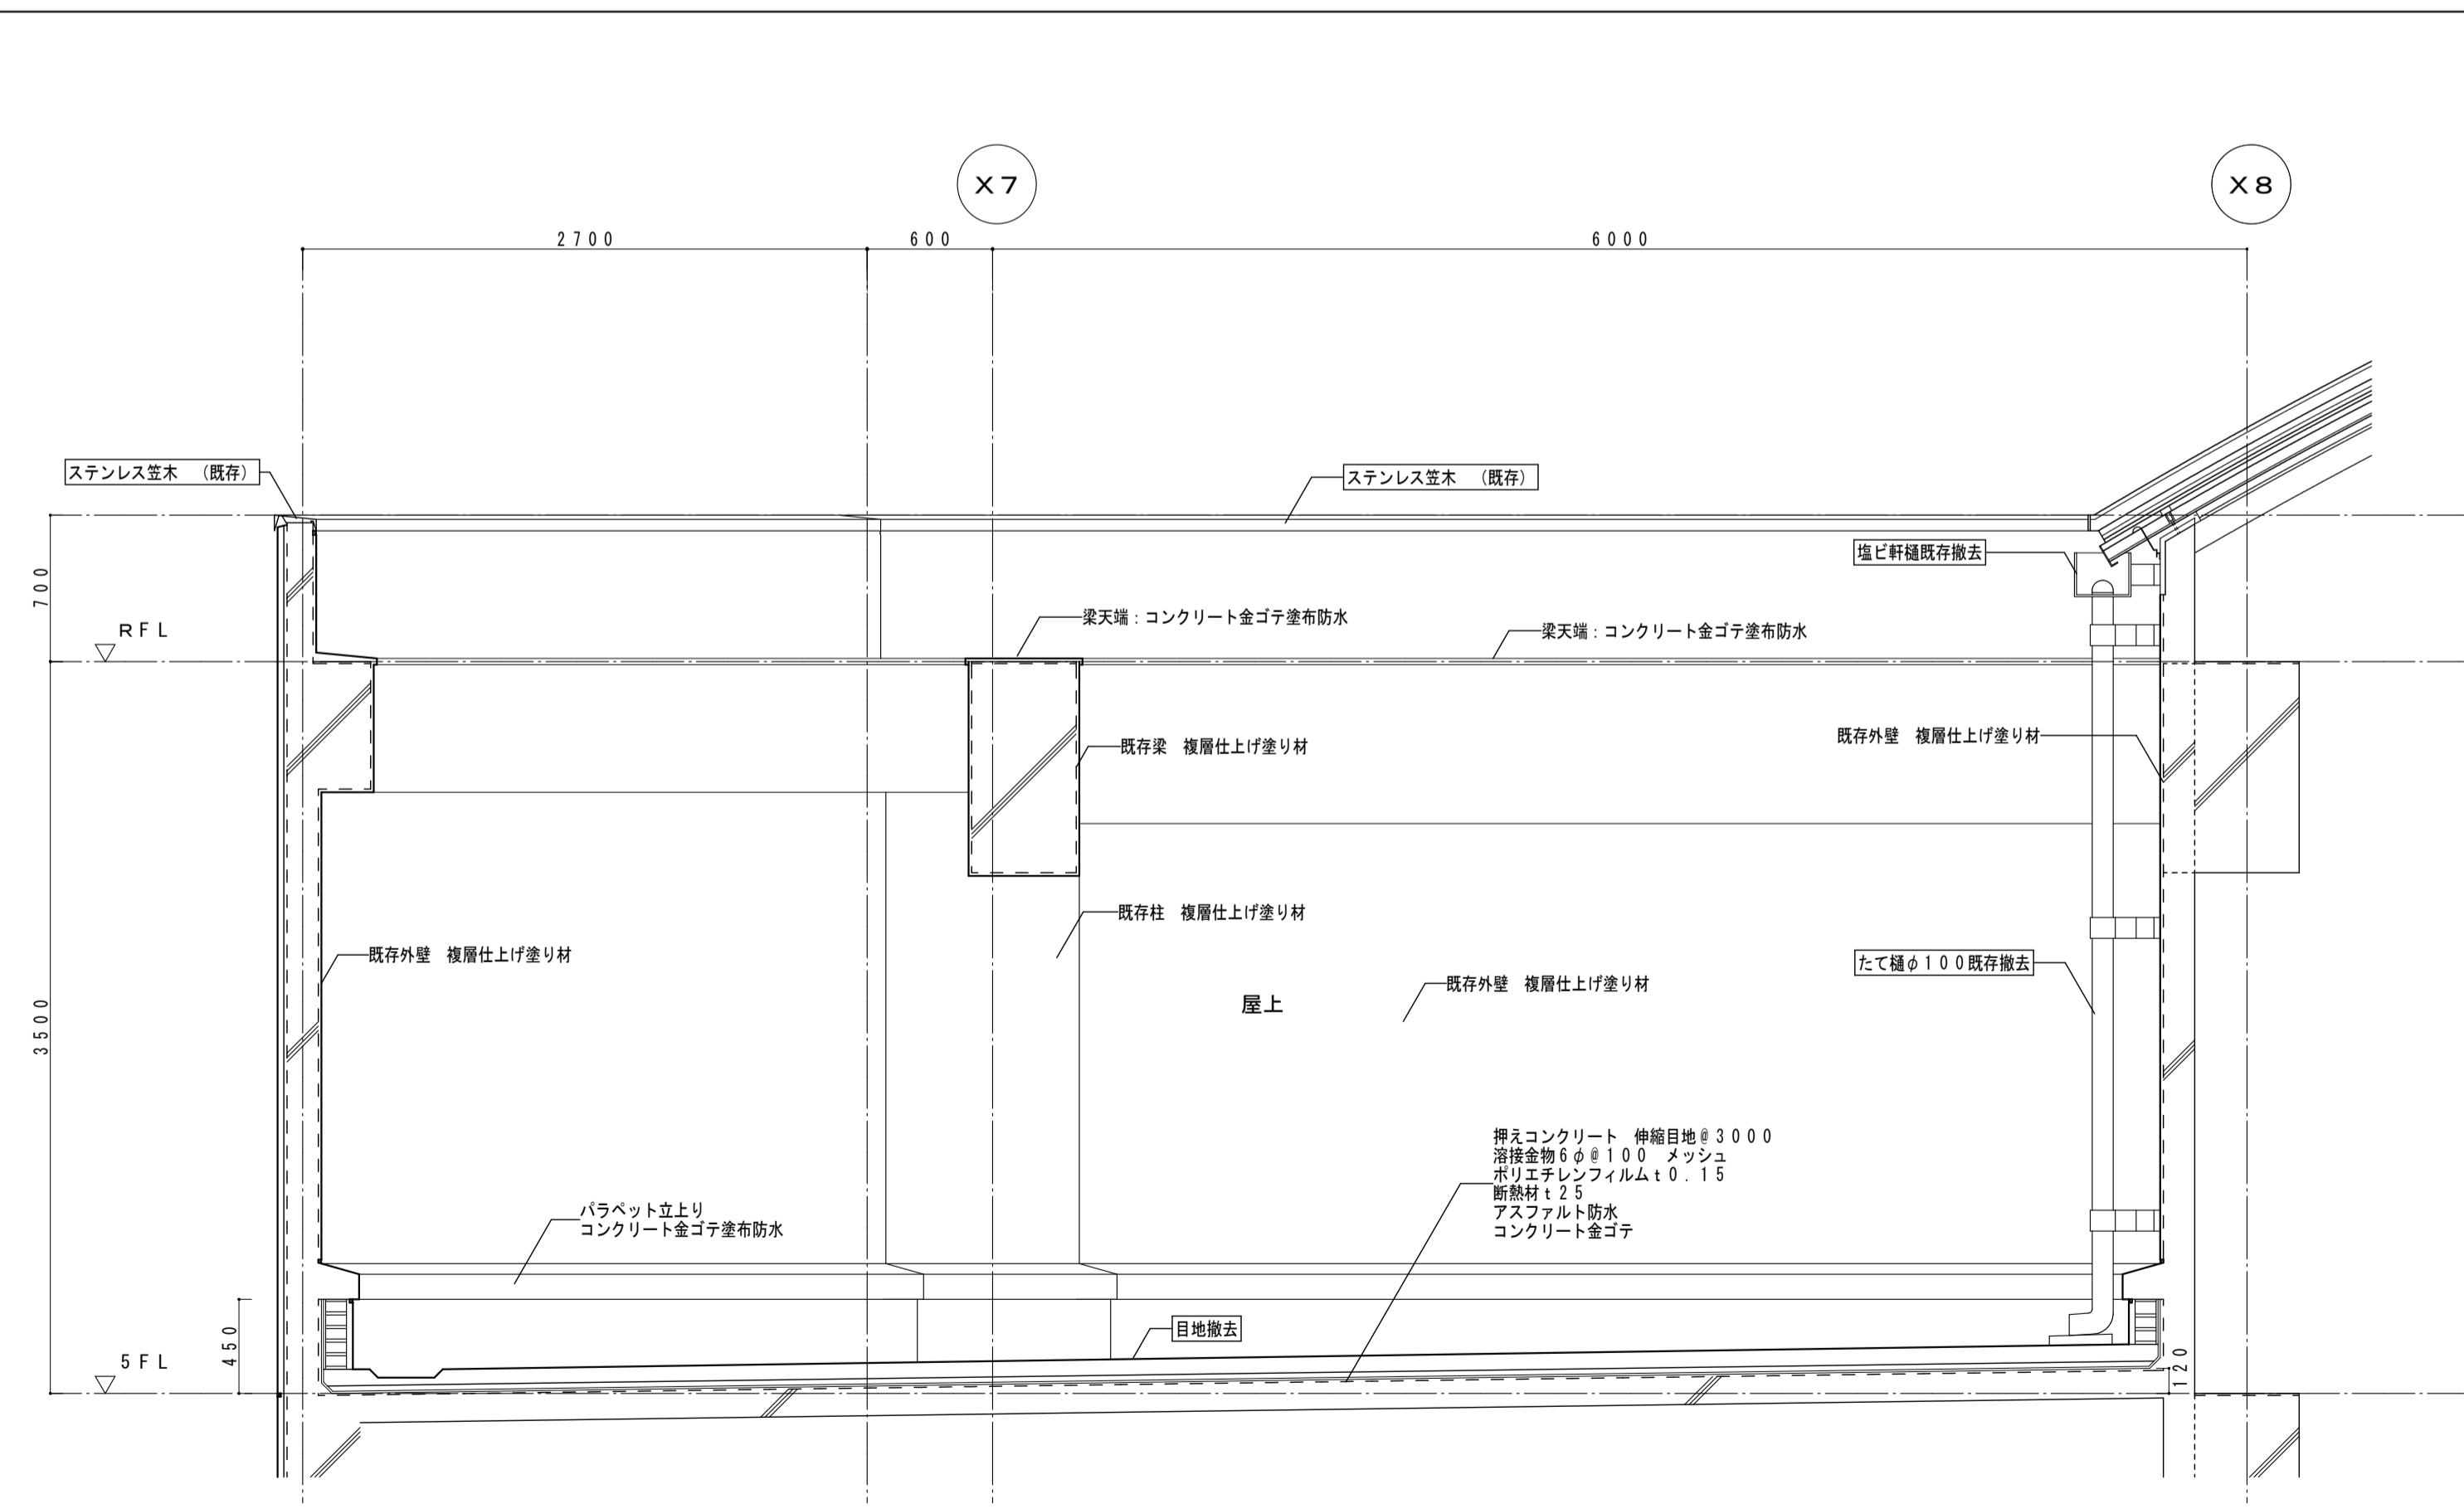 X7
X8
2700
600
6000
ステンレス笠木 (既存)
ステンレス笠木 (既存)
塩ビ軒樋既存撤去
700
RFL
梁天端:コンクリート金ゴテ塗布防水
梁天端:コンクリート金ゴテ塗布防水
既存梁 複層仕上げ塗り材
既存外壁 複層仕上げ塗り材
既存柱 複層仕上げ塗り材
既存外壁 複層仕上げ塗り材
たて樋φ100既存撤去
既存外壁 複層仕上げ塗り材
屋上
3500
押えコンクリート 伸縮目地@3000
溶接金物6φ@100 メッシュ
ポリエチレンフィルムt0.15
断熱材t25
アスファルト防水
コンクリート金ゴテ
パラペット立上り
コンクリート金ゴテ塗布防水
目地撤去
450
5FL
120